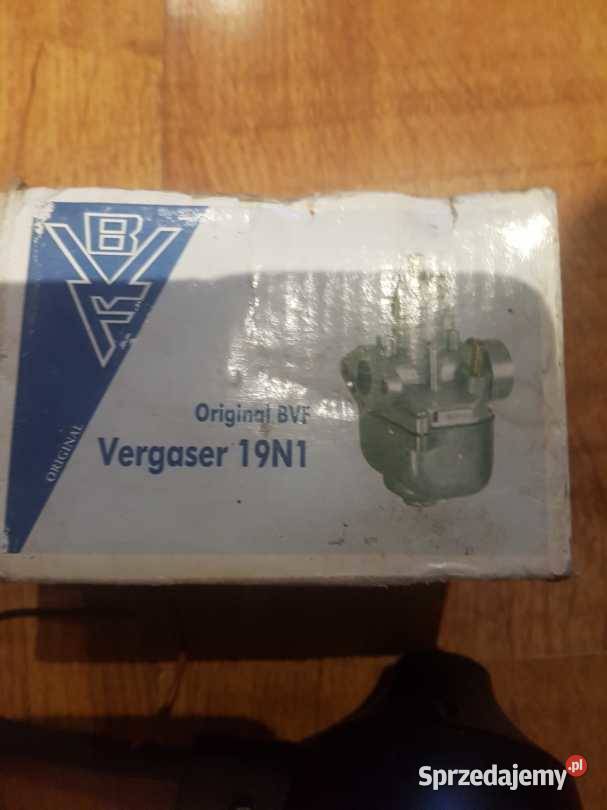 BVF
ORIGINAL
Original BVF
Vergaser 19N1
Sprzedajemy.pl